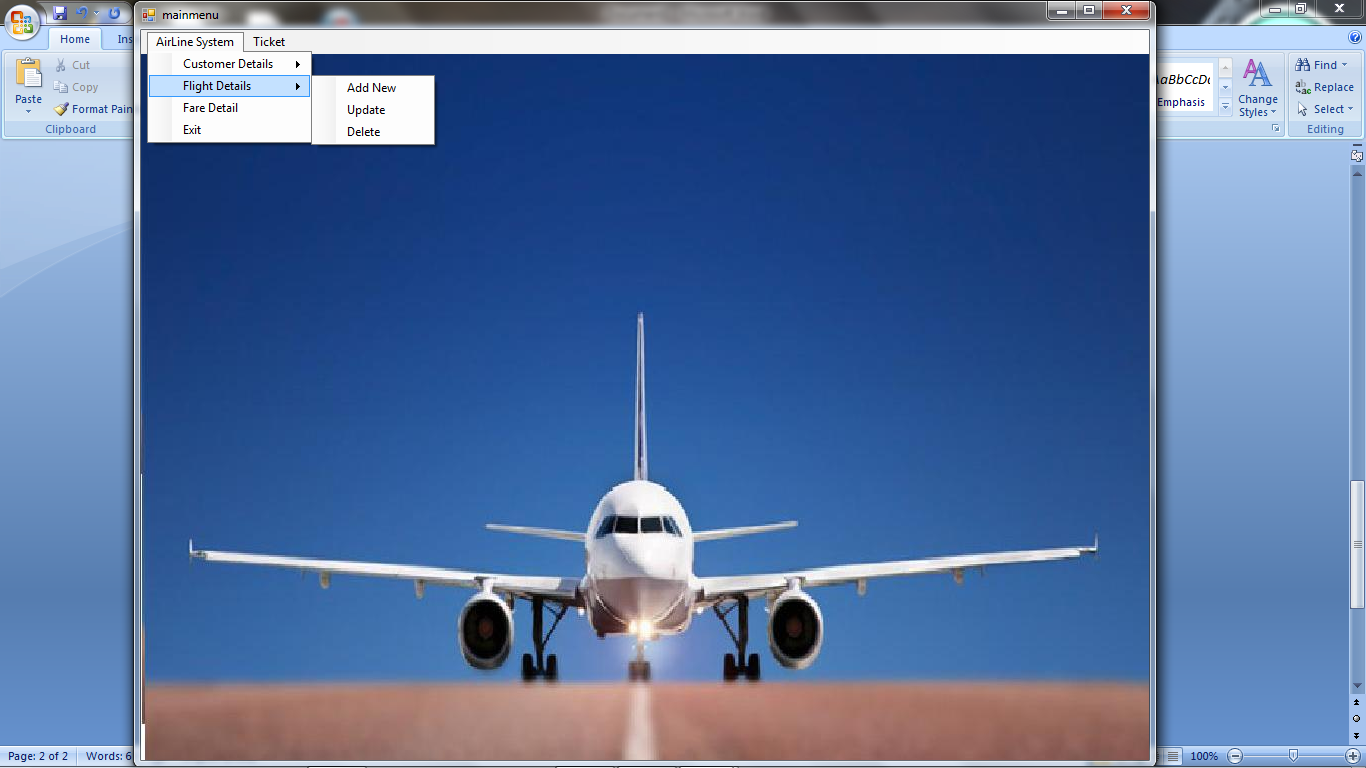 mainmenu
Home Ins
AirLine System Ticket
Cut
Copy
Format Pain
Paste
Clipboard
Customer Details
Flight Details
Fare Detail
Exit
Add New
Update
Delete
Emphasis
Change
Styles
Find
Replace
Select
Editing
Page: 2 of 2 Words: 6
100%